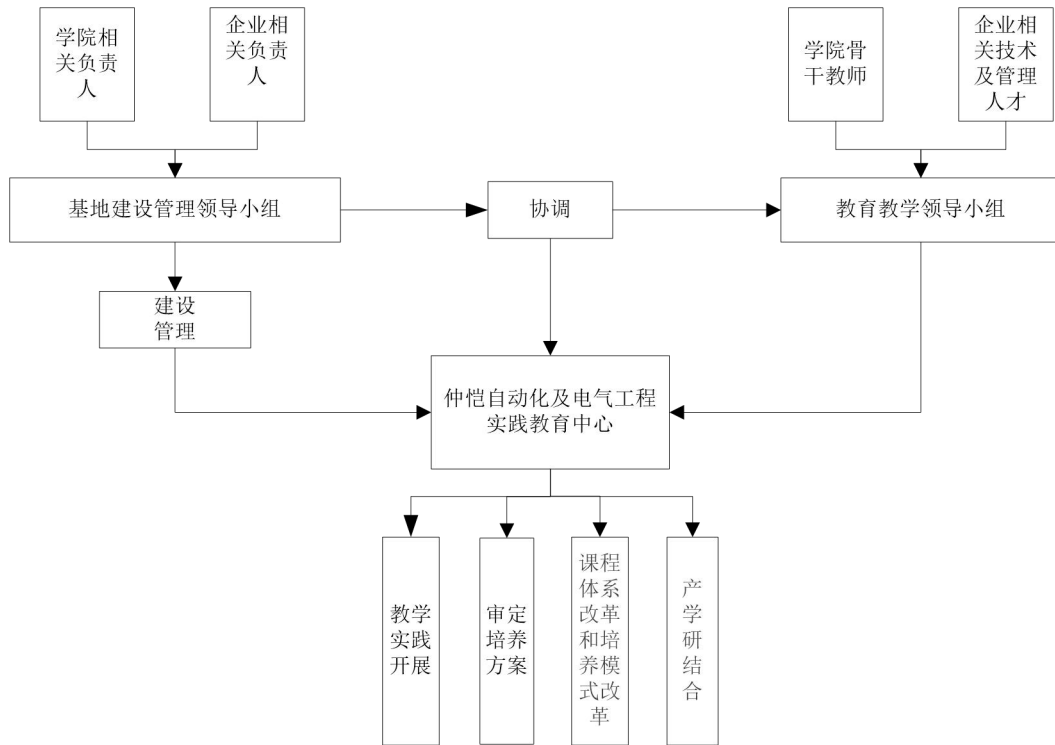 学院相
关负责
人
企业相
关负责
人
学院骨
干教师
企业相
关技术
及管理
人才
基地建设管理领导小组
协调
教育教学领导小组
建设
管理
仲恺自动化及电气工程
实践教育中心
教学
实践
开展
审定
培养
方案
课程
体系
改革
和培
养模
式改
革
产
学
研
结
合